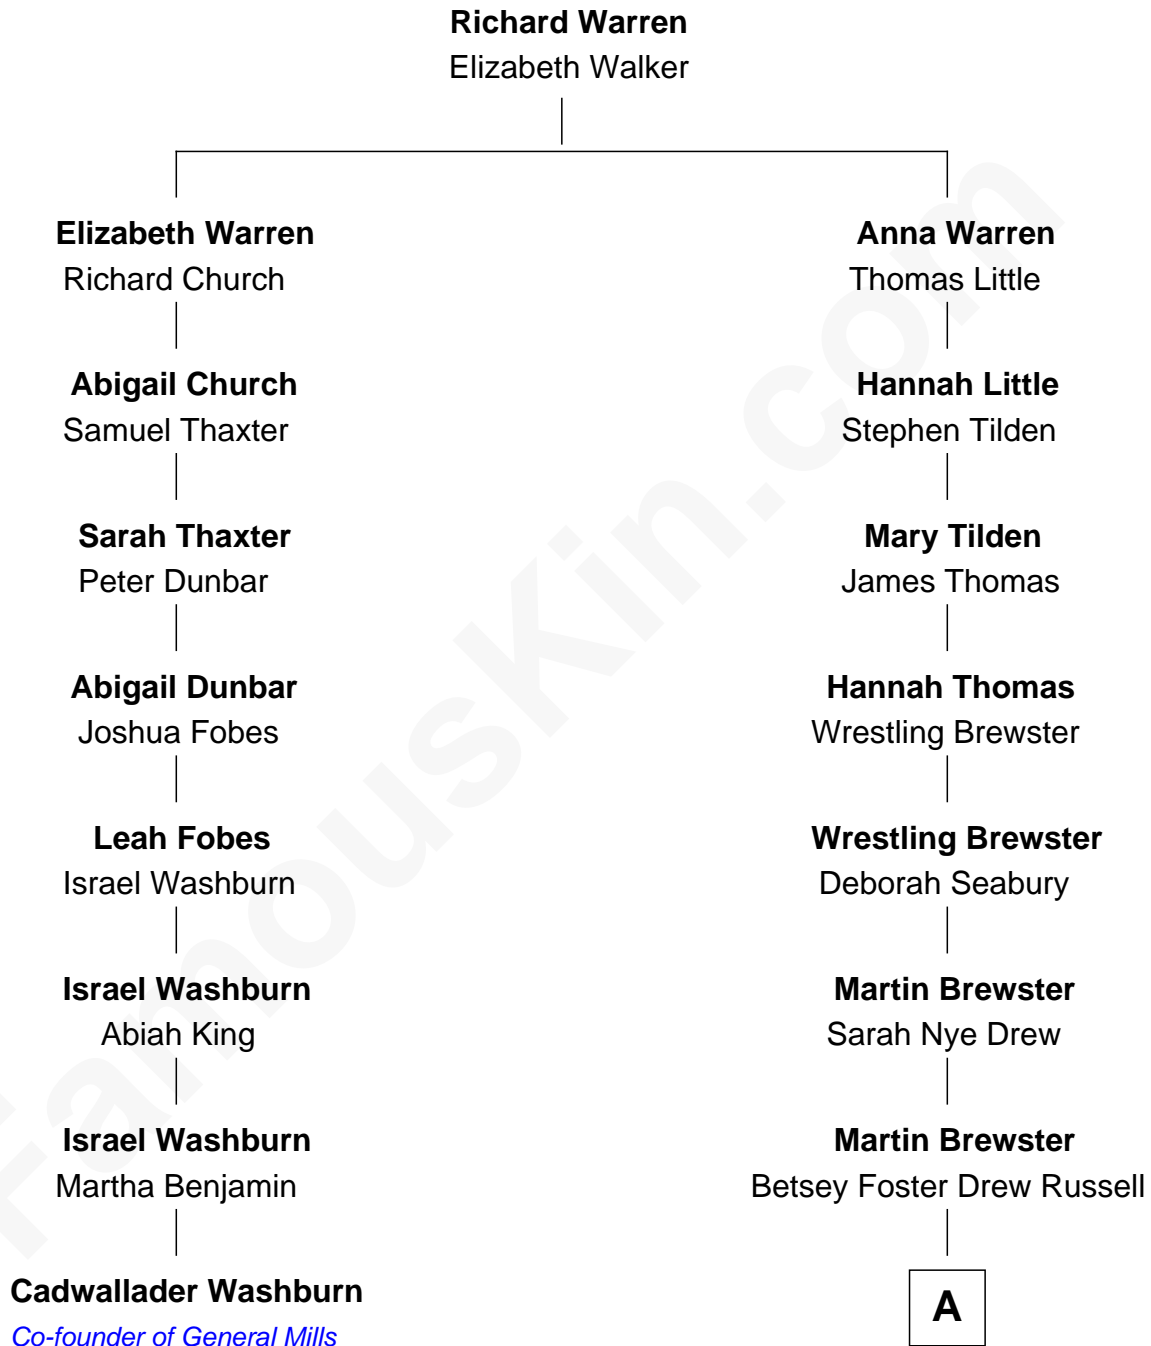 Richard Warren
Elizabeth Walker
Elizabeth Warren
Richard Church
Abigail Church
Samuel Thaxter
Sarah Thaxter
Peter Dunbar
Abigail Dunbar
Joshua Fobes
Leah Fobes
Israel Washburn
Israel Washburn
Abiah King
Israel Washburn
Martha Benjamin
Cadwallader Washburn
Co-founder of General Mills
Anna Warren
Thomas Little
Hannah Little
Stephen Tilden
Mary Tilden
James Thomas
Hannah Thomas
Wrestling Brewster
Wrestling Brewster
Deborah Seabury
Martin Brewster
Sarah Nye Drew
Martin Brewster
Betsey Foster Drew Russell
A
FamousKin.com